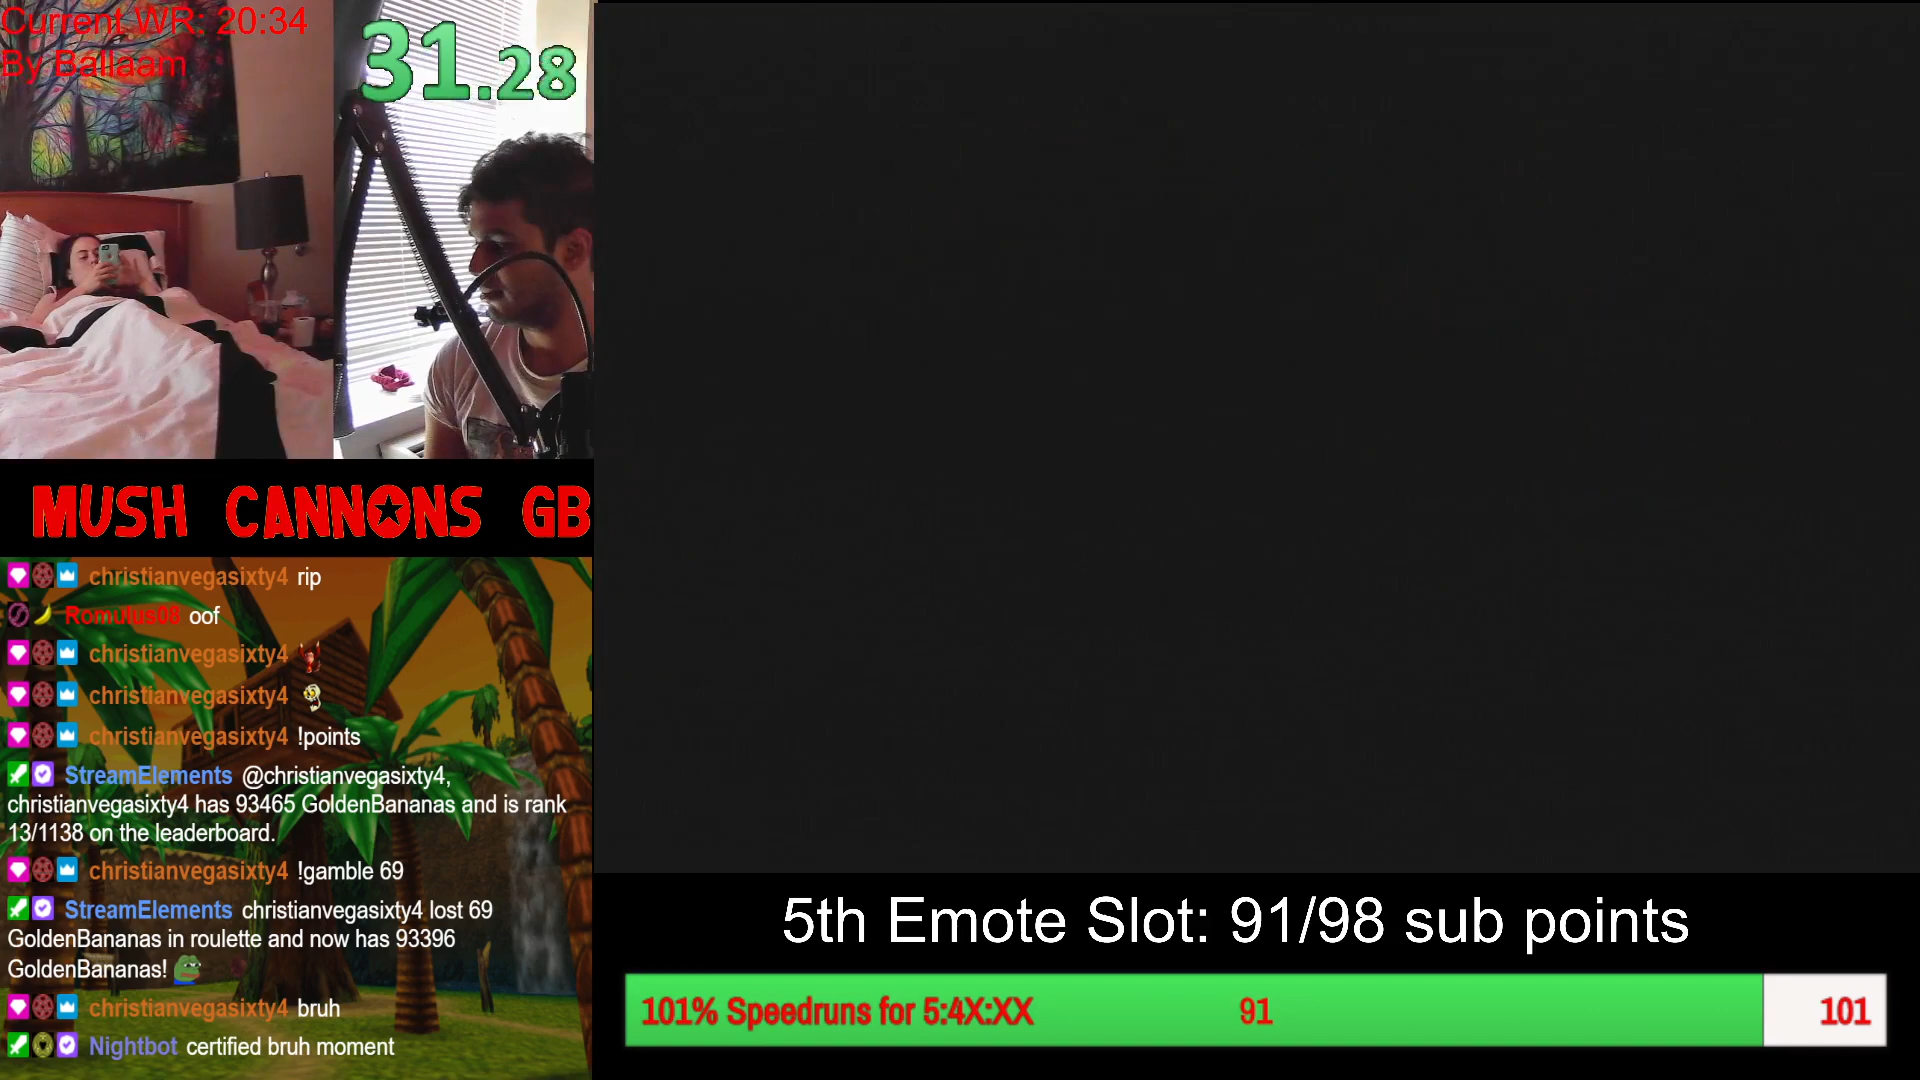 Current WR: 20:34
By Ballaam
31.28
MUSH CANNONS GB
christianvegasixty4 rip
Romulus08 oof
christianvegasixty4
christianvegasixty4
christianvegasixty4 !points
StreamElements @christianvegasixty4,
christianvegasixty4 has 93465 GoldenBananas and is rank
13/1138 on the leaderboard.
christianvegasixty4 !gamble 69
StreamElements christianvegasixty4 lost 69
GoldenBananas in roulette and now has 93396
GoldenBananas!
christianvegasixty4 bruh
Nightbot certified bruh moment
5th Emote Slot: 91/98 sub points
101% Speedruns for 5:4X:XX 91 101